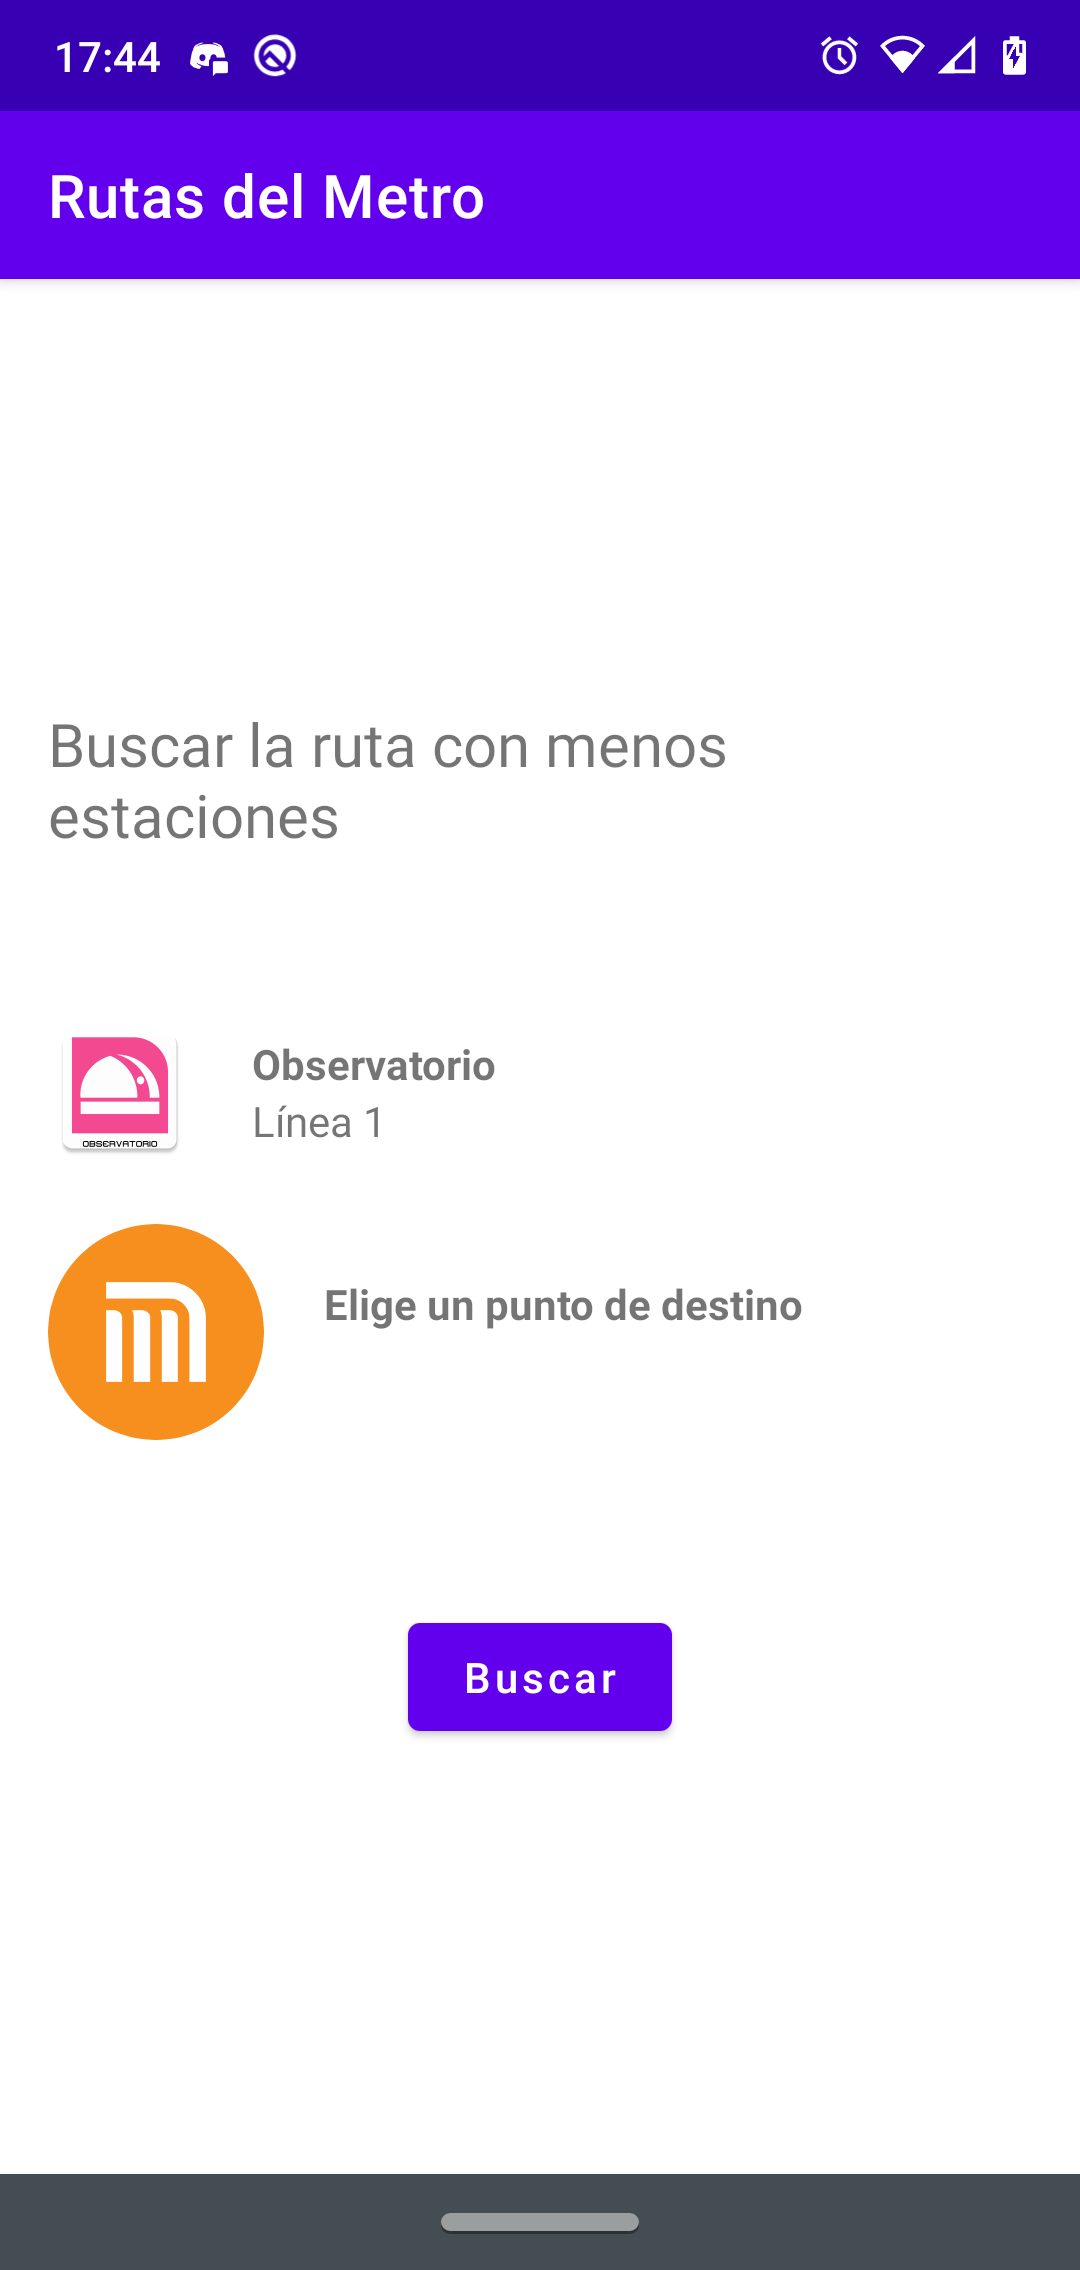 17:44
Rutas del Metro
Buscar la ruta con menos
estaciones
OBSERVATORIO
Observatorio
Línea 1
Elige un punto de destino
Buscar